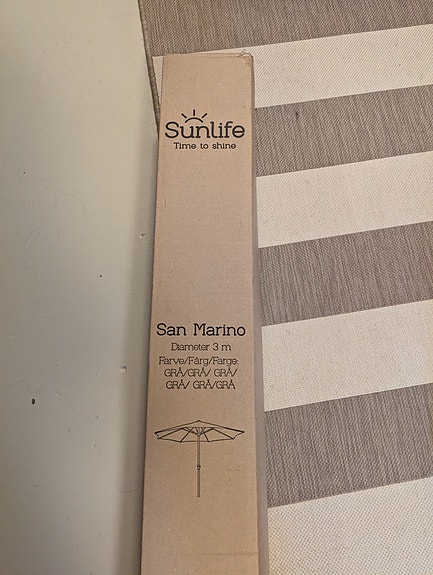 Sunlife
Time to shine
San Marino
Diameter 3 m
Farve/Färg/Farge:
GRÅ/GRÅ/ GRÅ/
GRÅ/ GRÅ/GRÅ